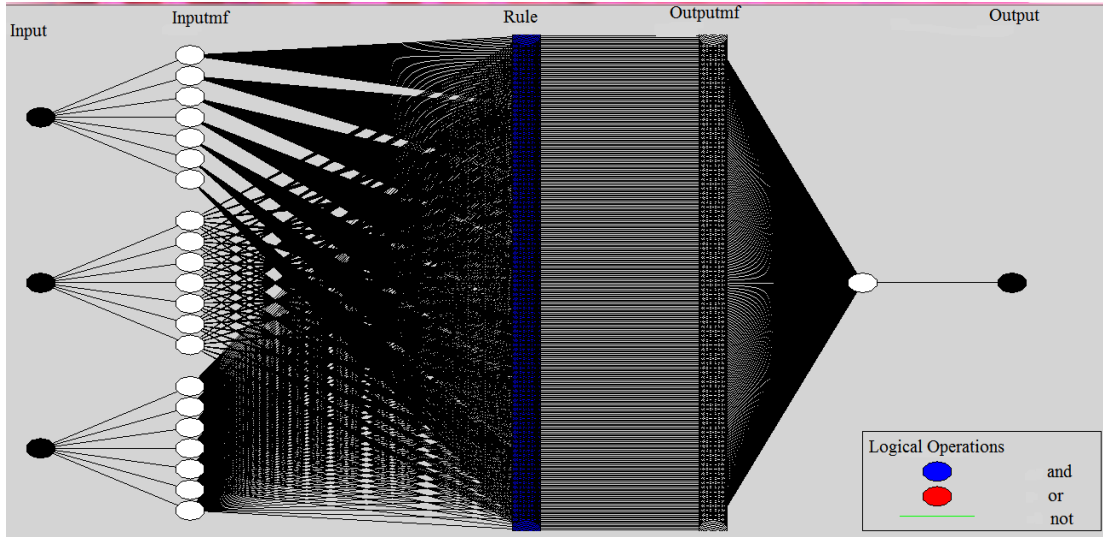 Input
Inputmf
Rule
Outputmf
Output
Logical Operations
and
or
not